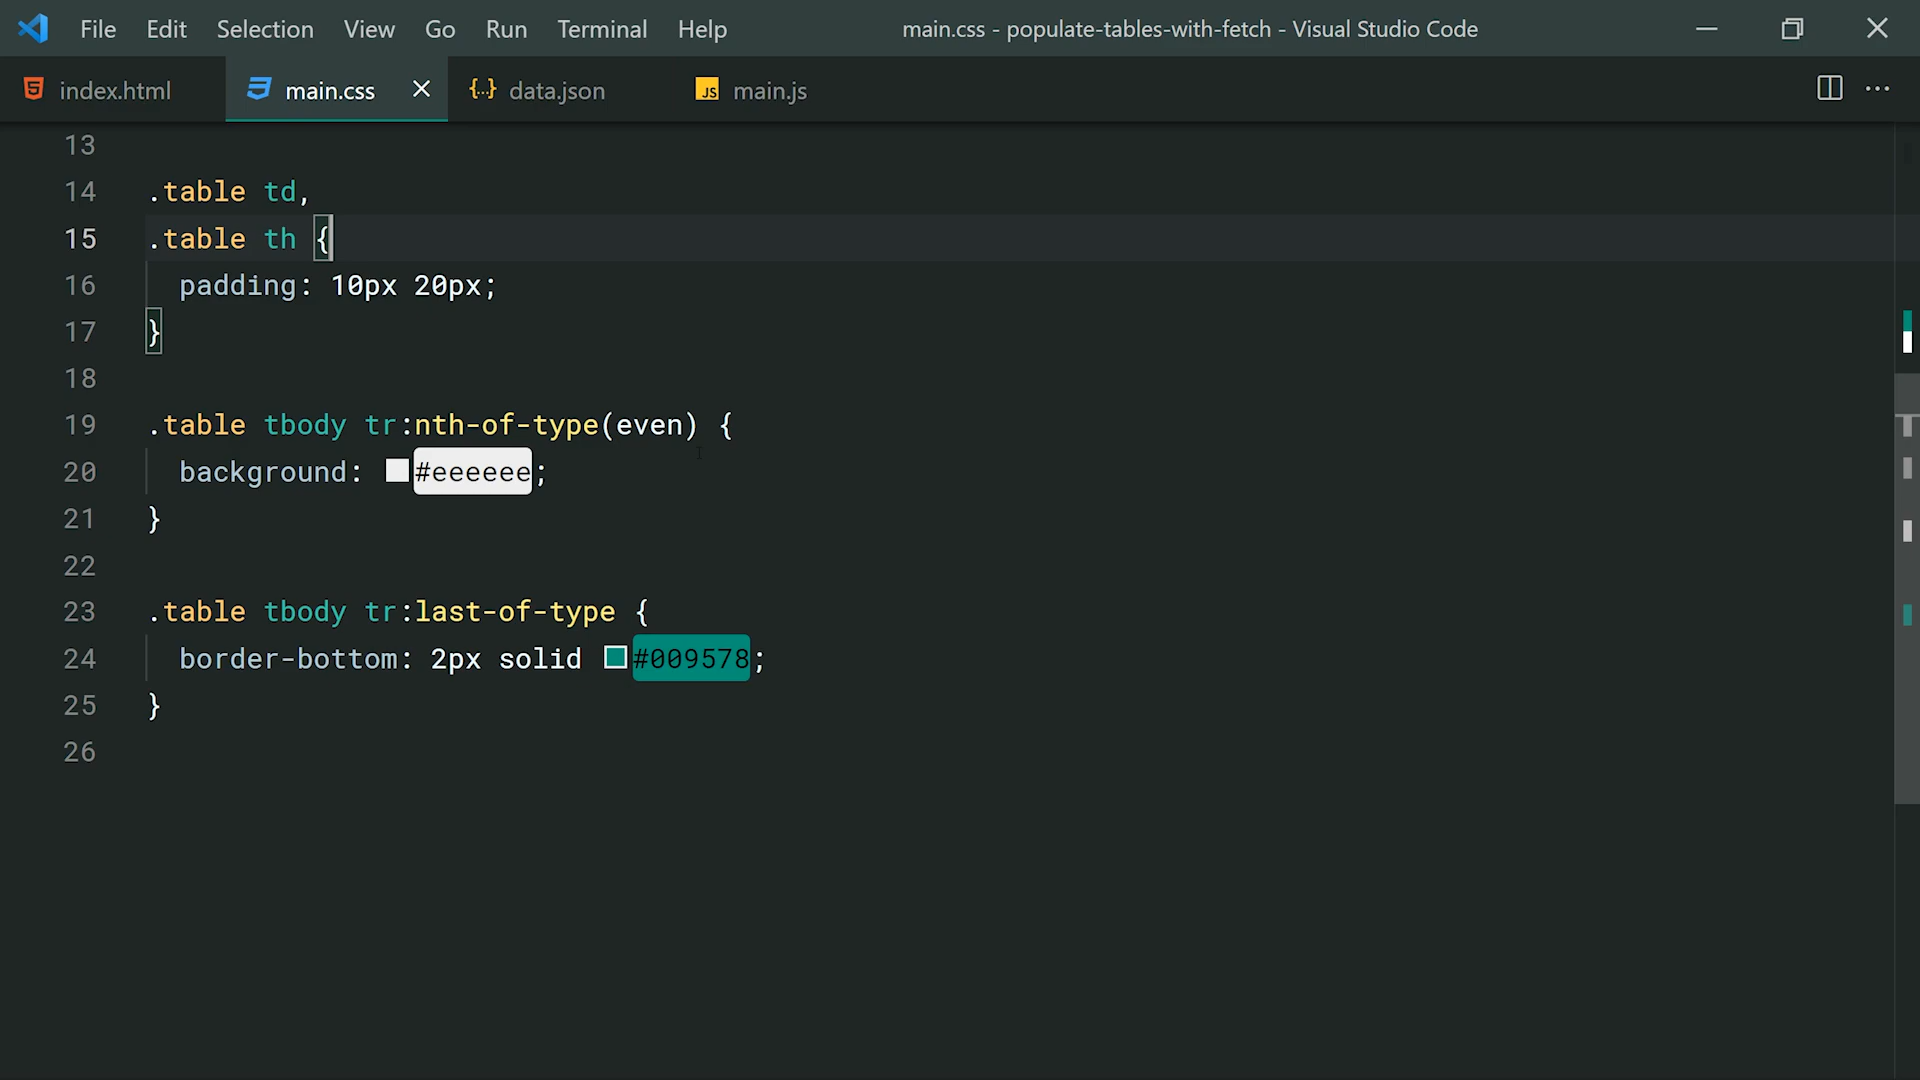 File Edit Selection View Go Run Terminal Help main.css - populate-tables-with-fetch - Visual Studio Code
index.html main.css data.json JS main.js
13
14 .table td,
15 .table th {
16 padding: 10px 20px;
17 }
18
19 .table tbody tr:nth-of-type(even) {
20 background: #eeeeee;
21 }
22
23 .table tbody tr:last-of-type {
24 border-bottom: 2px solid #009578;
25 }
26